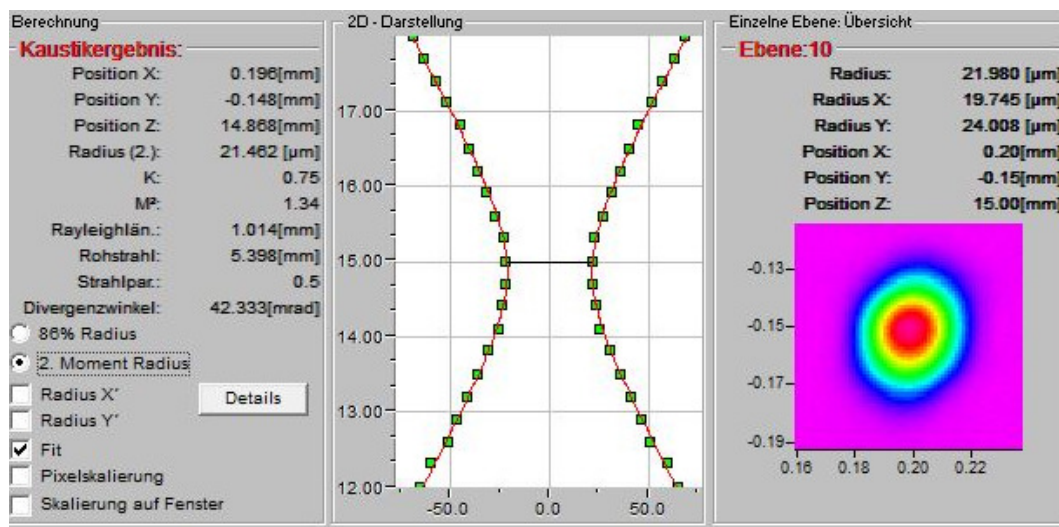 Berechnung
Kaustikergebnis:
Position X: 0.196[mm]
Position Y: -0.148[mm]
Position Z: 14.868[mm]
Radius (2.): 21.462 [µm]
K: 0.75
M²: 1.34
Rayleighlän.: 1.014[mm]
Rohstrahl: 5.398[mm]
Strahlpar.: 0.5
Divergenzwinkel: 42.333[mrad]
86% Radius
2. Moment Radius
Radius X´
Radius Y´
Details
Fit
Pixelskalierung
Skalierung auf Fenster
2D - Darstellung
17.00
16.00
15.00
14.00
13.00
12.00
-50.0 0.0 50.0
Einzelne Ebene: Übersicht
Ebene:10
Radius: 21.980 [µm]
Radius X: 19.745 [µm]
Radius Y: 24.008 [µm]
Position X: 0.20[mm]
Position Y: -0.15[mm]
Position Z: 15.00[mm]
-0.13
-0.15
-0.17
-0.19
0.16 0.18 0.20 0.22